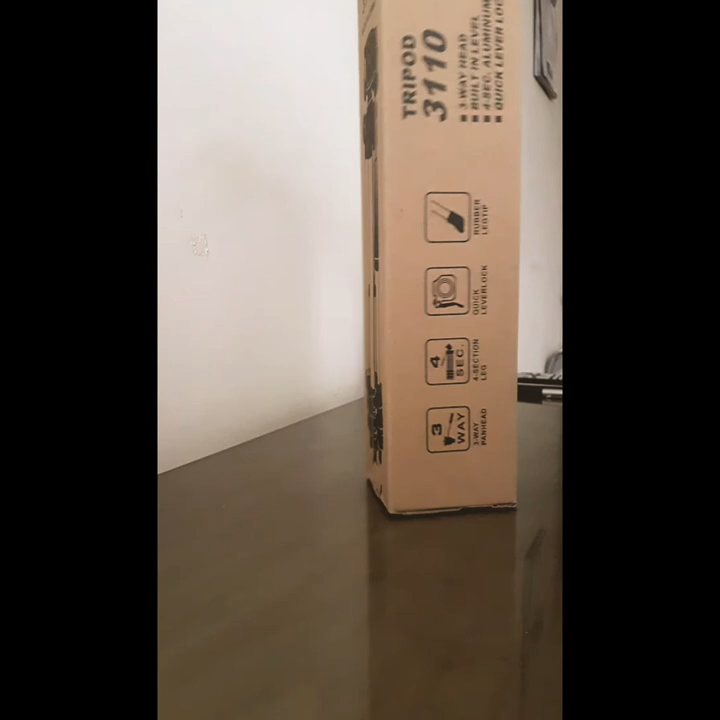 TRIPOD
3110
3-WAY HEAD
BUILT IN LEVEL
4-SEC. ALUMINUM
QUICK LEVER LOC
RUBBER
LEGTIP
QUICK
LEVERLOCK
4
SEC.
4-SECTION
LEG
3
WAY
3-WAY
PANHEAD